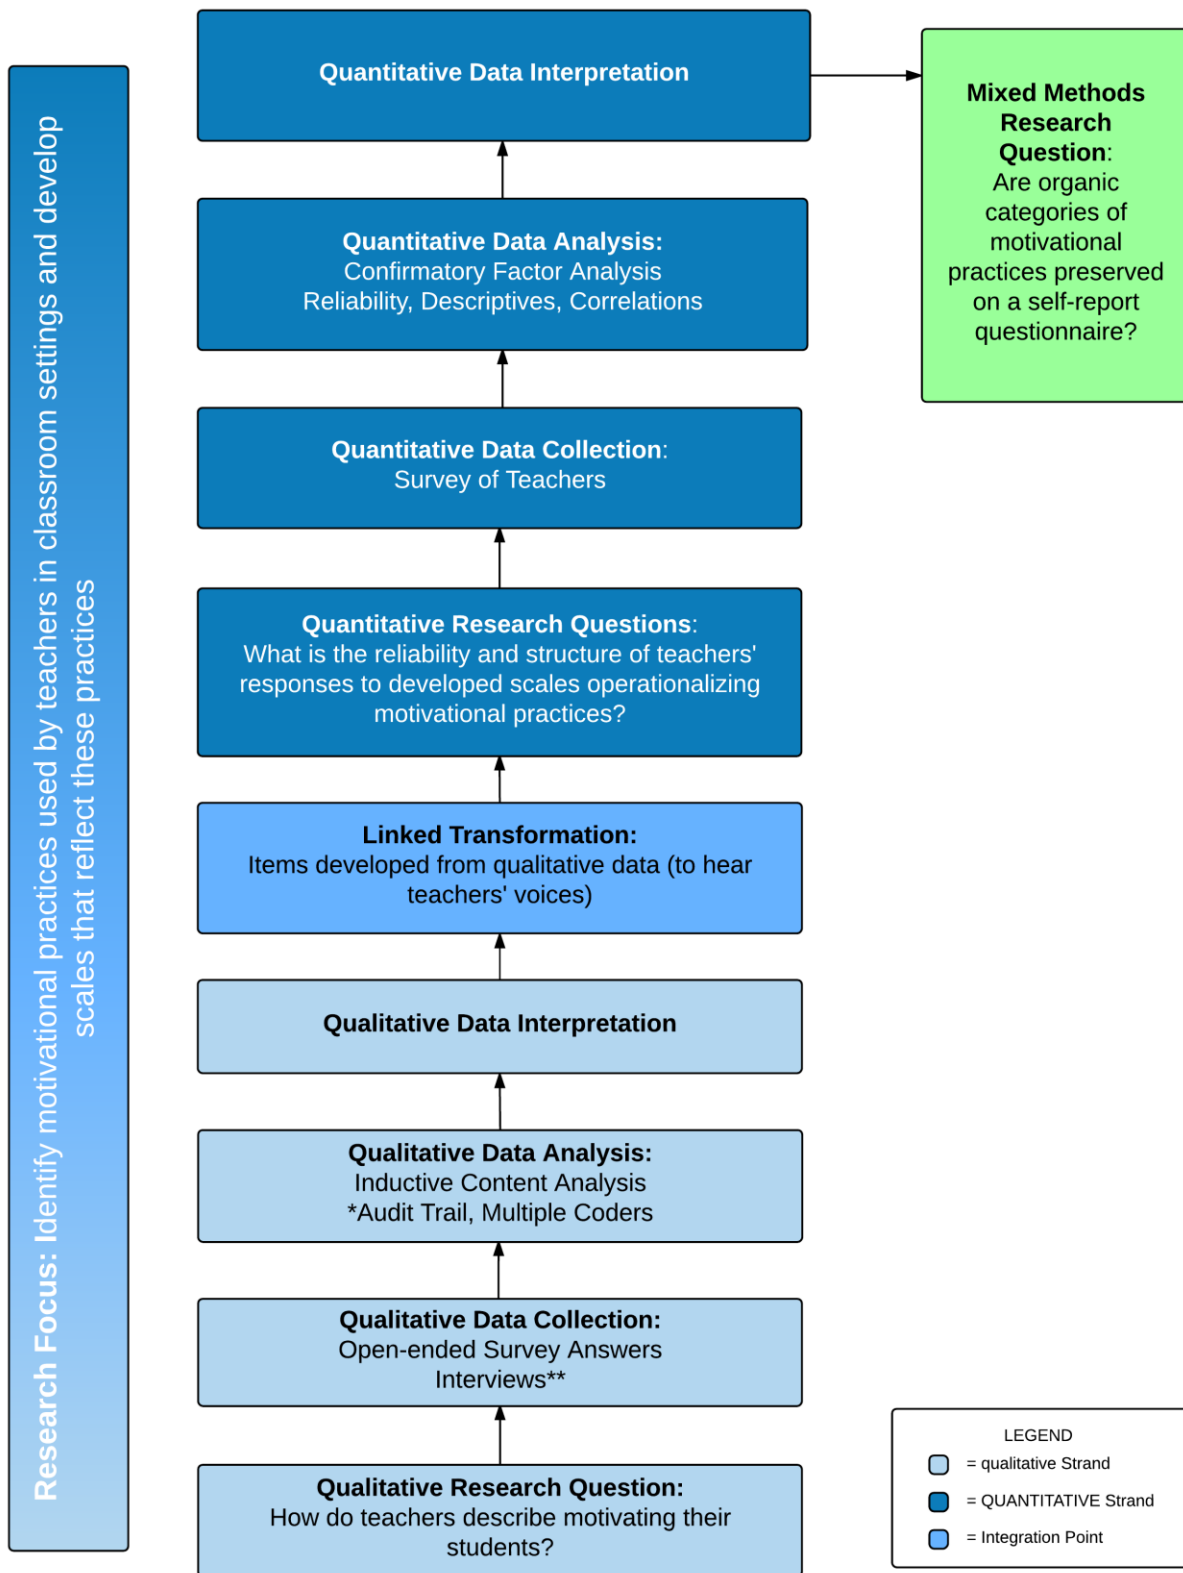 Research Focus: Identify motivational practices used by teachers in classroom settings and develop
scales that reflect these practices
Quantitative Data Interpretation
Mixed Methods
Research
Question:
Are organic
categories of
motivational
practices preserved
on a self-report
questionnaire?
Quantitative Data Analysis:
Confirmatory Factor Analysis
Reliability, Descriptives, Correlations
Quantitative Data Collection:
Survey of Teachers
Quantitative Research Questions:
What is the reliability and structure of teachers'
responses to developed scales operationalizing
motivational practices?
Linked Transformation:
Items developed from qualitative data (to hear
teachers' voices)
Qualitative Data Interpretation
Qualitative Data Analysis:
Inductive Content Analysis
*Audit Trail, Multiple Coders
Qualitative Data Collection:
Open-ended Survey Answers
Interviews**
Qualitative Research Question:
How do teachers describe motivating their
students?
LEGEND
= qualitative Strand
= QUANTITATIVE Strand
= Integration Point